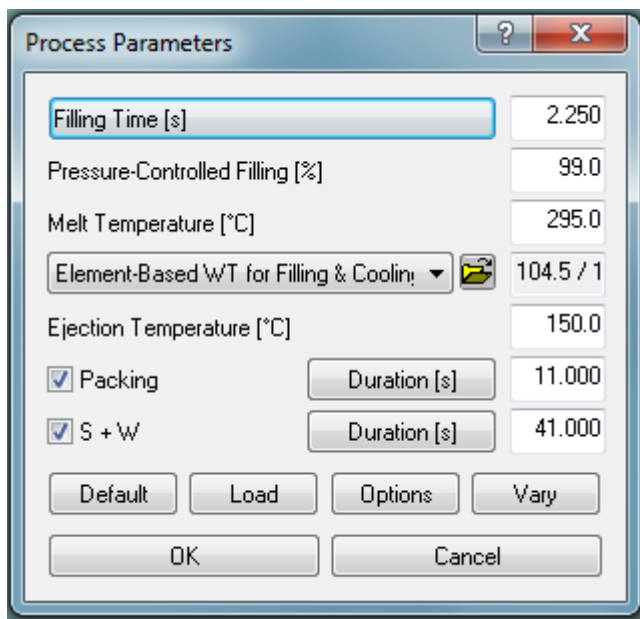 Process Parameters
Filling Time [s] 2.250
Pressure-Controlled Filling [%] 99.0
Melt Temperature [°C] 295.0
Element-Based WT for Filling & Cooling 104.5 / 1
Ejection Temperature [°C] 150.0
Packing Duration [s] 11.000
S + W Duration [s] 41.000
Default Load Options Vary
OK Cancel